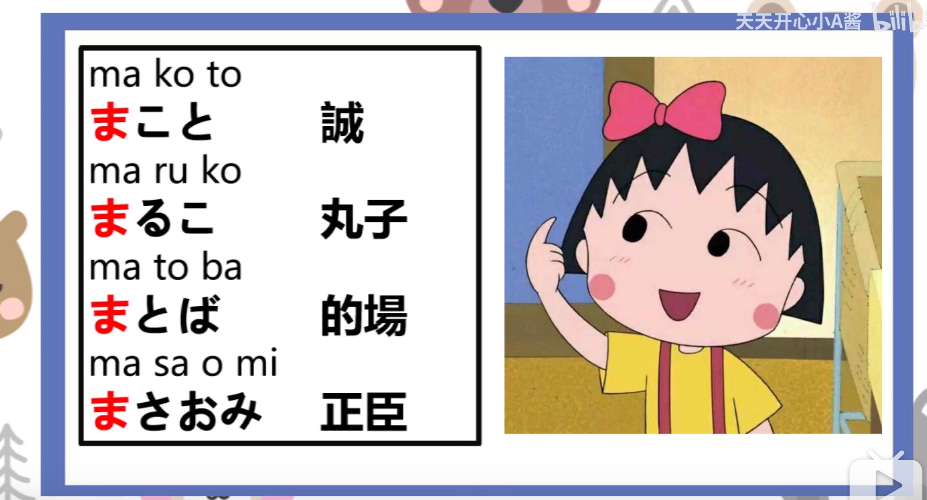 天天开心小A酱 bilibili
ma ko to
まこと 誠
ma ru ko
まるこ 丸子
ma to ba
まとば 的場
ma sa o mi
まさおみ 正臣